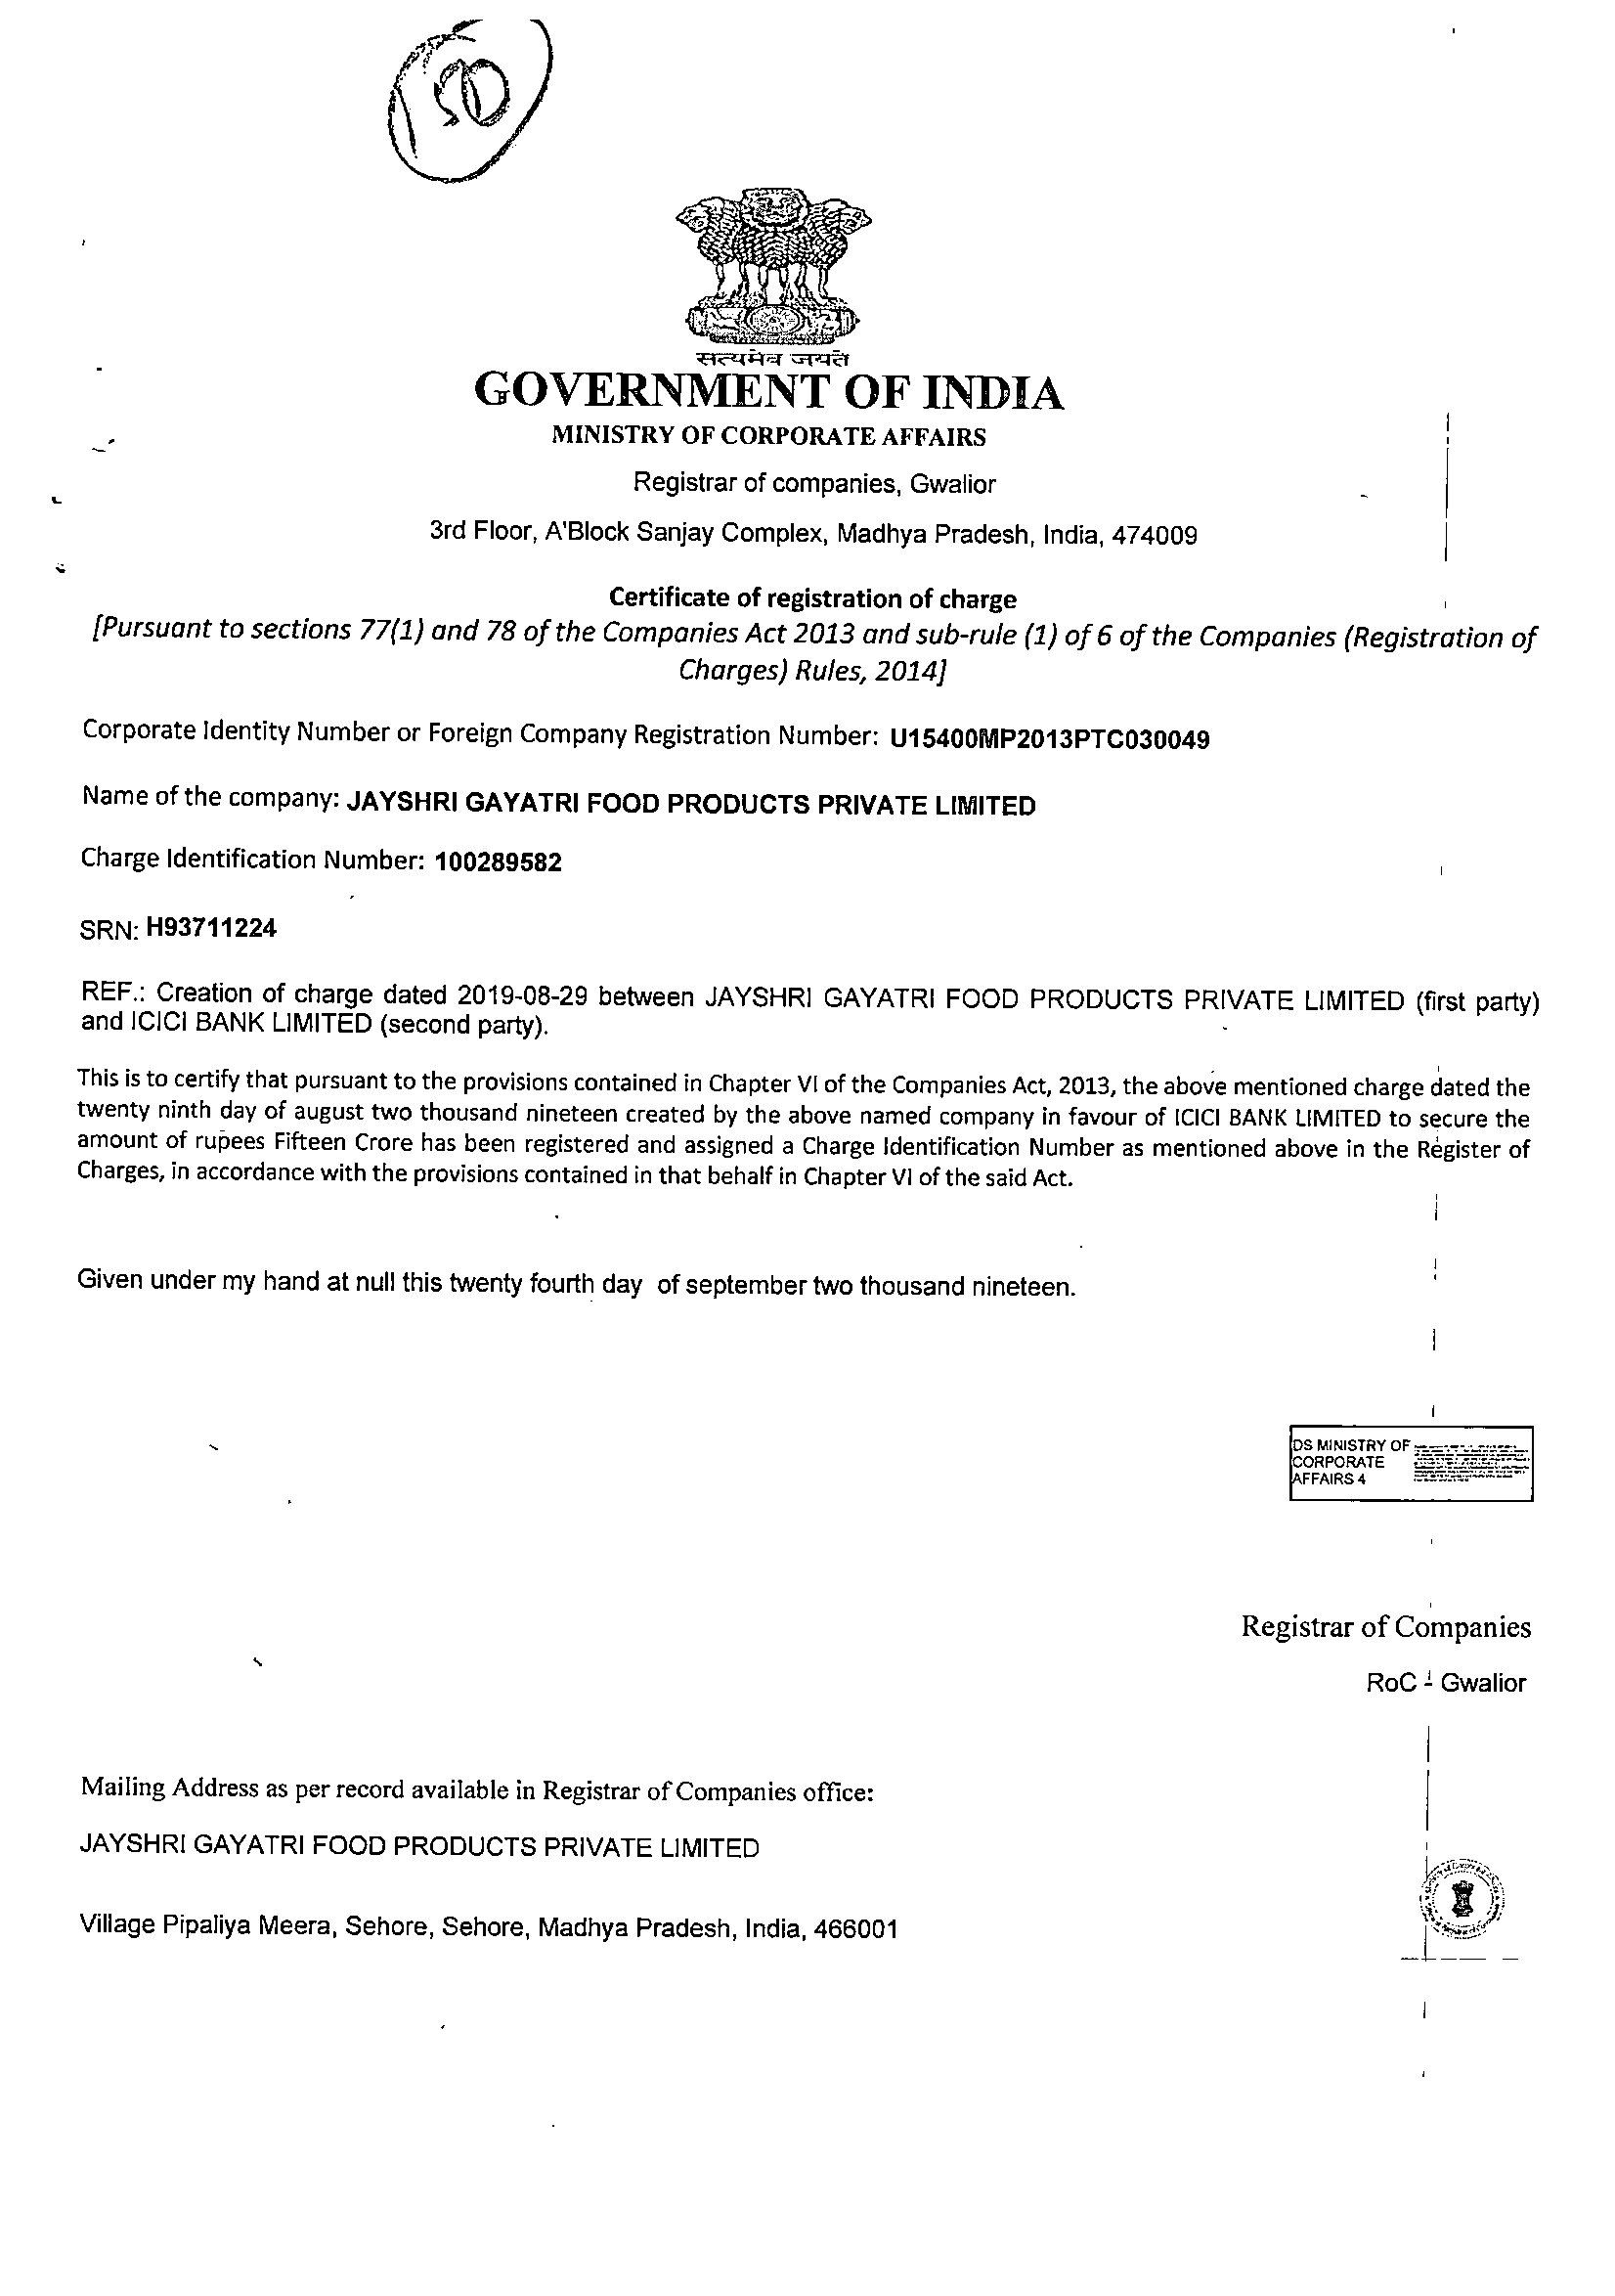 सत्यमेव जयते
GOVERNMENT OF INDIA
MINISTRY OF CORPORATE AFFAIRS
Registrar of companies, Gwalior
3rd Floor, A'Block Sanjay Complex, Madhya Pradesh, India, 474009
Certificate of registration of charge
[Pursuant to sections 77(1) and 78 of the Companies Act 2013 and sub-rule (1) of 6 of the Companies (Registration of
Charges) Rules, 2014]
Corporate Identity Number or Foreign Company Registration Number: U15400MP2013PTC030049
Name of the company: JAYSHRI GAYATRI FOOD PRODUCTS PRIVATE LIMITED
Charge Identification Number: 100289582
SRN: H93711224
REF.: Creation of charge dated 2019-08-29 between JAYSHRI GAYATRI FOOD PRODUCTS PRIVATE LIMITED (first party)
and ICICI BANK LIMITED (second party).
This is to certify that pursuant to the provisions contained in Chapter VI of the Companies Act, 2013, the above mentioned charge dated the
twenty ninth day of august two thousand nineteen created by the above named company in favour of ICICI BANK LIMITED to secure the
amount of rupees Fifteen Crore has been registered and assigned a Charge Identification Number as mentioned above in the Register of
Charges, in accordance with the provisions contained in that behalf in Chapter VI of the said Act.
Given under my hand at null this twenty fourth day of september two thousand nineteen.
DS MINISTRY OF
CORPORATE
AFFAIRS 4
Registrar of Companies
RoC - Gwalior
Mailing Address as per record available in Registrar of Companies office:
JAYSHRI GAYATRI FOOD PRODUCTS PRIVATE LIMITED
Village Pipaliya Meera, Sehore, Sehore, Madhya Pradesh, India, 466001